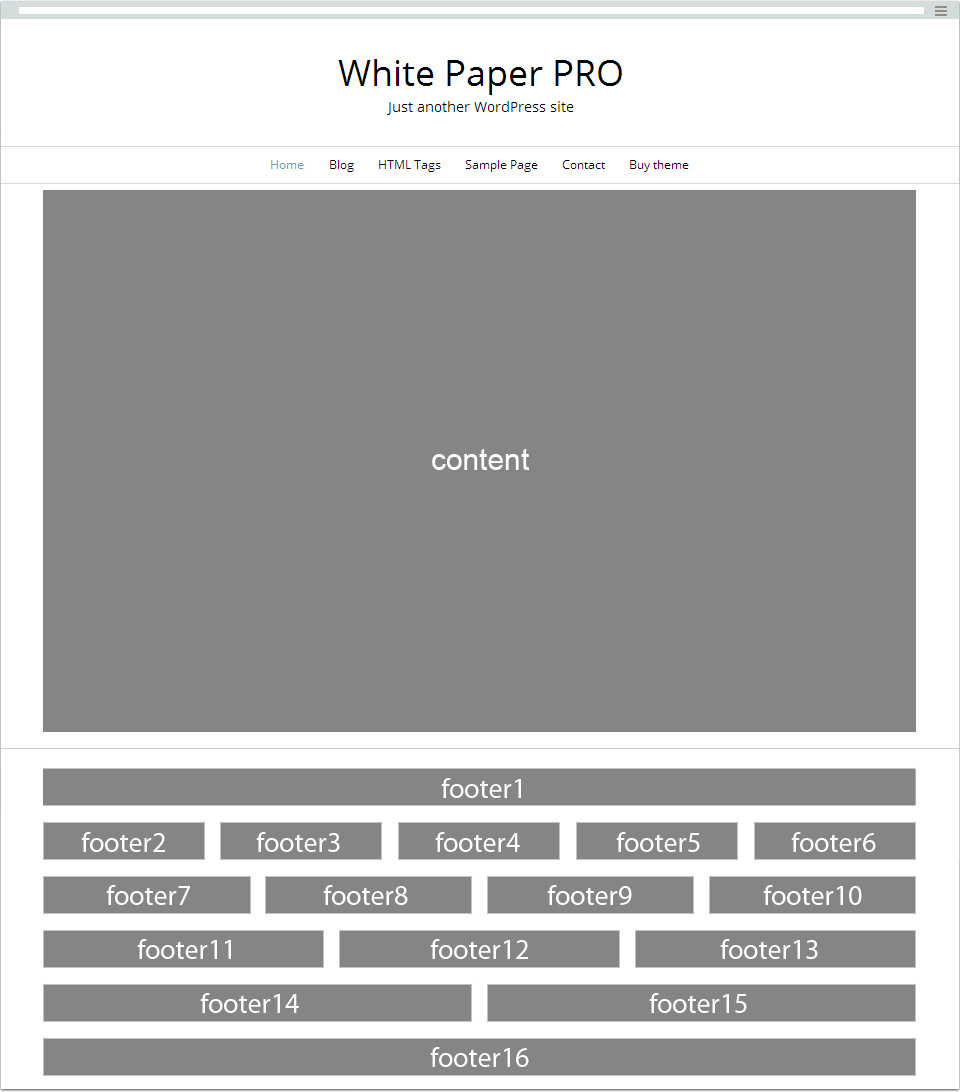 White Paper PRO
Just another WordPress site
Home Blog HTML Tags Sample Page Contact Buy theme
content
footer1
footer2 footer3 footer4 footer5 footer6
footer7 footer8 footer9 footer10
footer11 footer12 footer13
footer14 footer15
footer16